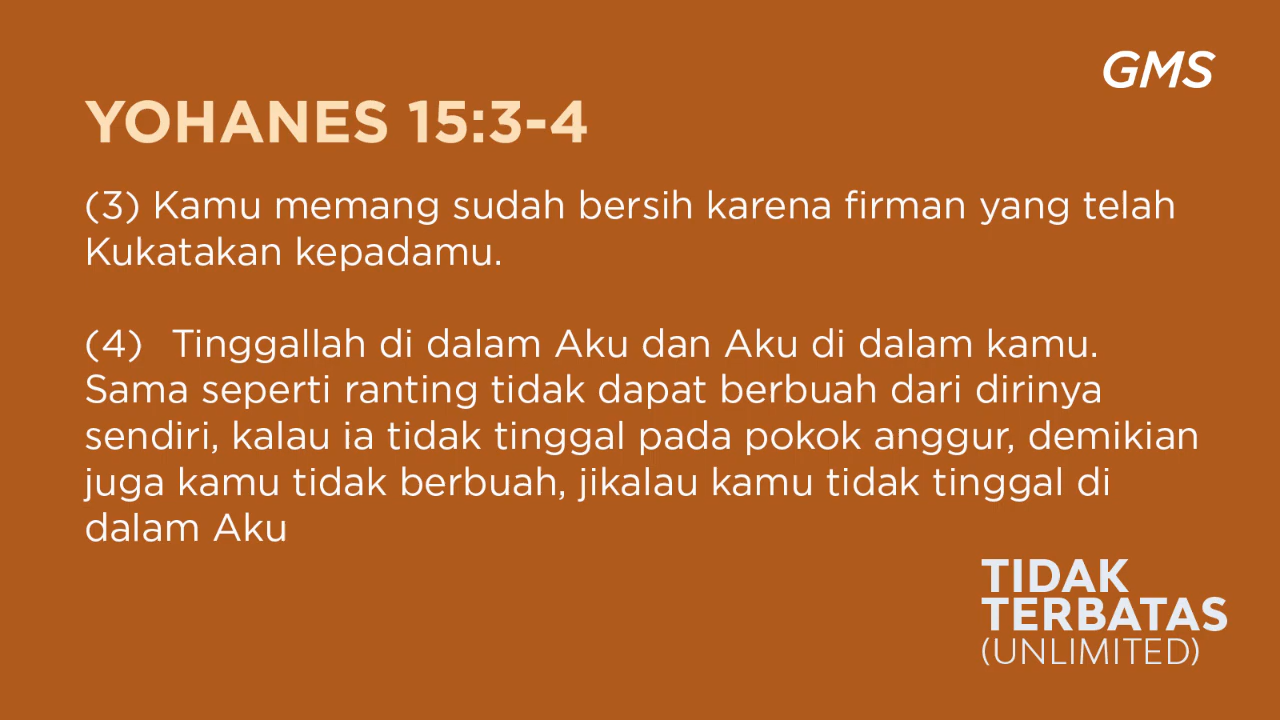 GMS
YOHANES 15:3-4
(3) Kamu memang sudah bersih karena firman yang telah
Kukatakan kepadamu.
(4) Tinggallah di dalam Aku dan Aku di dalam kamu.
Sama seperti ranting tidak dapat berbuah dari dirinya
sendiri, kalau ia tidak tinggal pada pokok anggur, demikian
juga kamu tidak berbuah, jikalau kamu tidak tinggal di
dalam Aku
TIDAK
TERBATAS
(UNLIMITED)